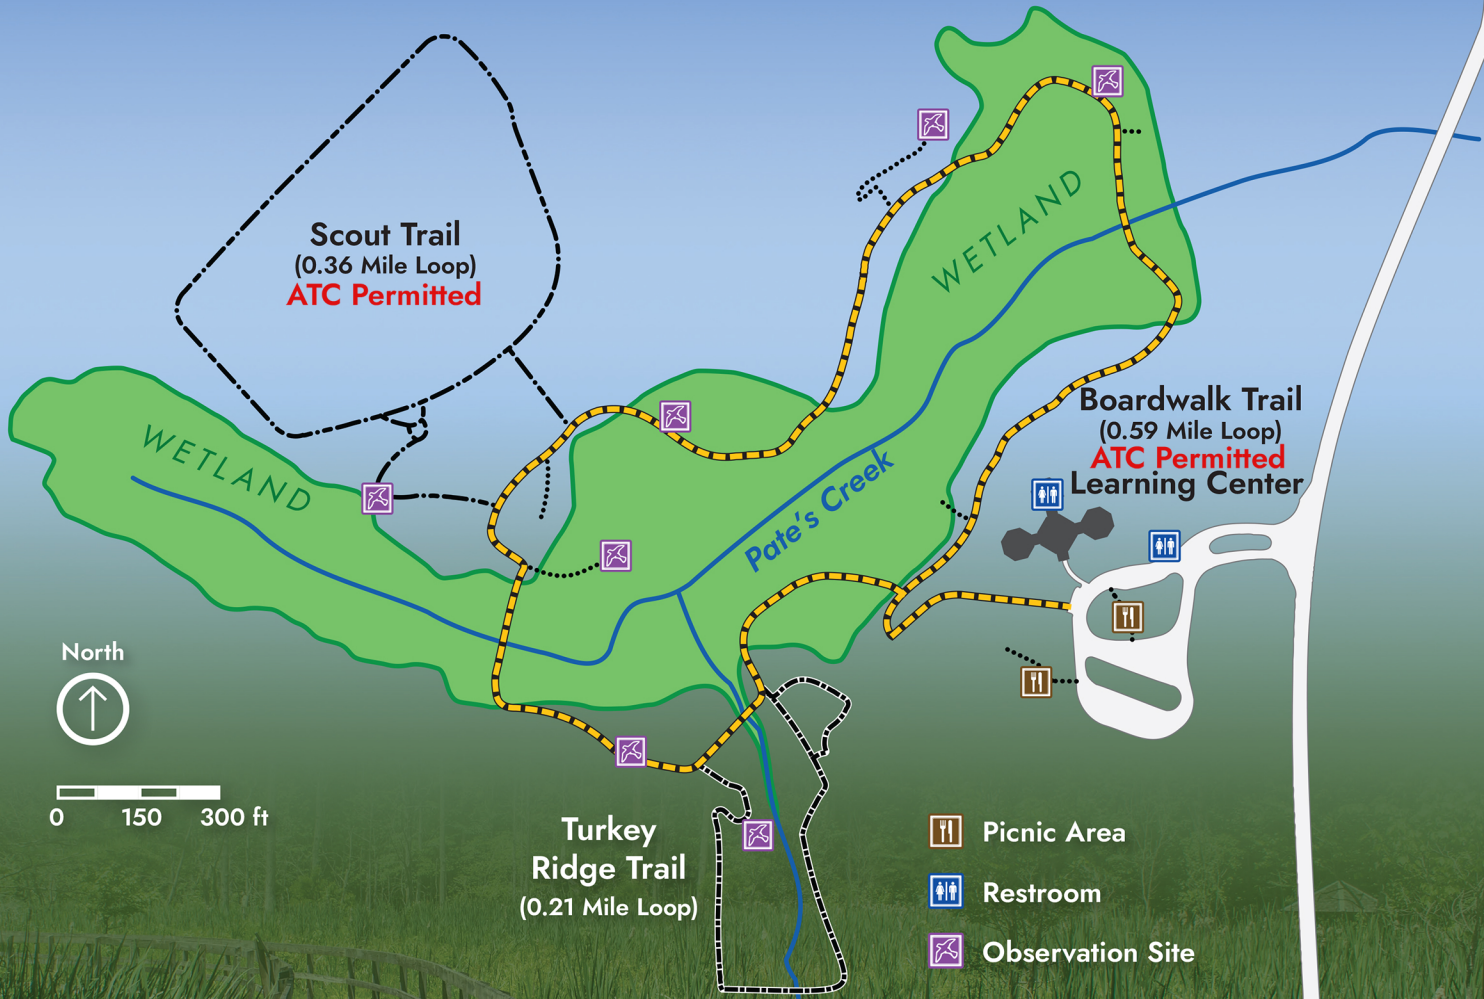 WETLAND
Scout Trail
(0.36 Mile Loop)
ATC Permitted
WETLAND
Boardwalk Trail
(0.59 Mile Loop)
ATC Permitted
Learning Center
Pate's Creek
North
0 150 300 ft
Turkey
Ridge Trail
(0.21 Mile Loop)
Picnic Area
Restroom
Observation Site